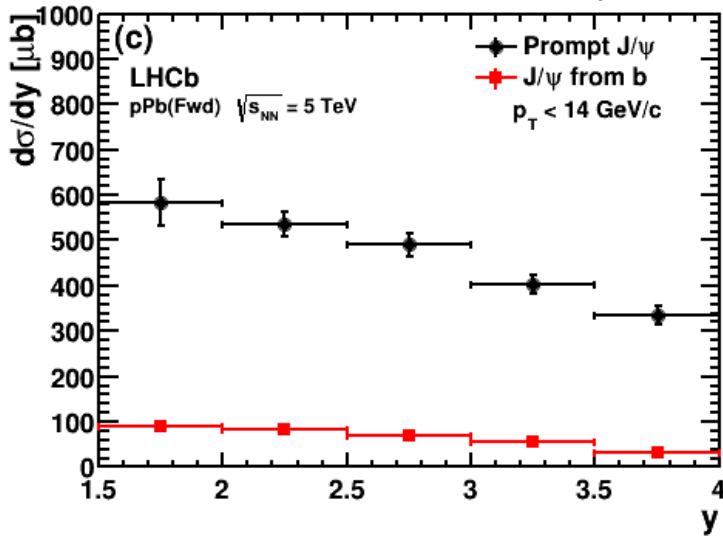 (c)
Prompt J/ψ
J/ψ from b
LHCb
pPb(Fwd) √s_NN = 5 TeV
p_T < 14 GeV/c
dσ/dy [μb]
1000
900
800
700
600
500
400
300
200
100
0
1.5 2 2.5 3 3.5 4
y